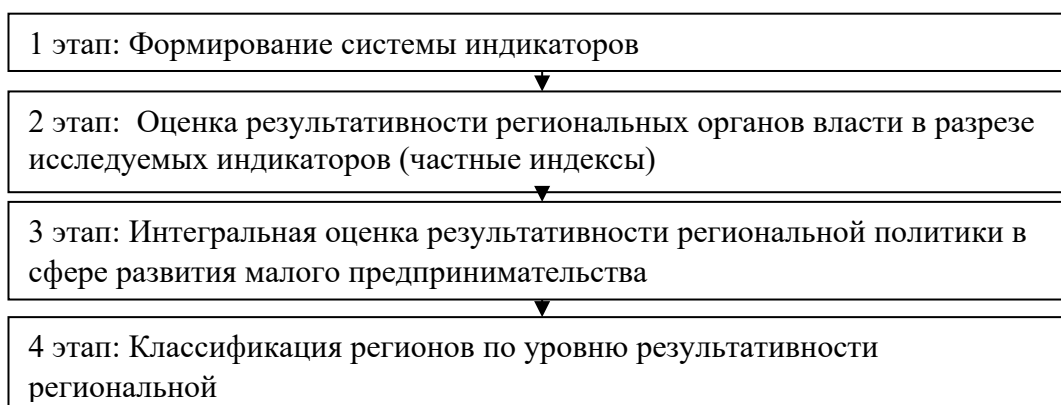 1 этап: Формирование системы индикаторов
2 этап:  Оценка результативности региональных органов власти в разрезе
исследуемых индикаторов (частные индексы)
3 этап: Интегральная оценка результативности региональной политики в
сфере развития малого предпринимательства
4 этап: Классификация регионов по уровню результативности
региональной